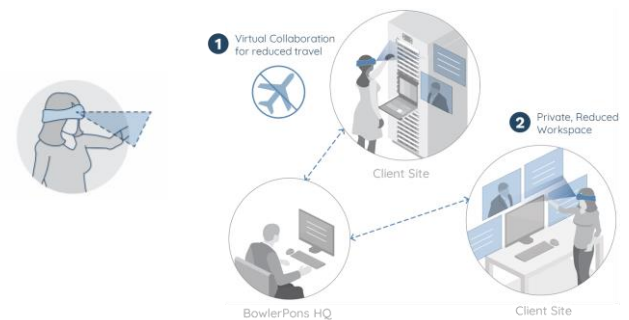 1 Virtual Collaboration
for reduced travel
Client Site
2 Private, Reduced
Workspace
BowlerPons HQ
Client Site